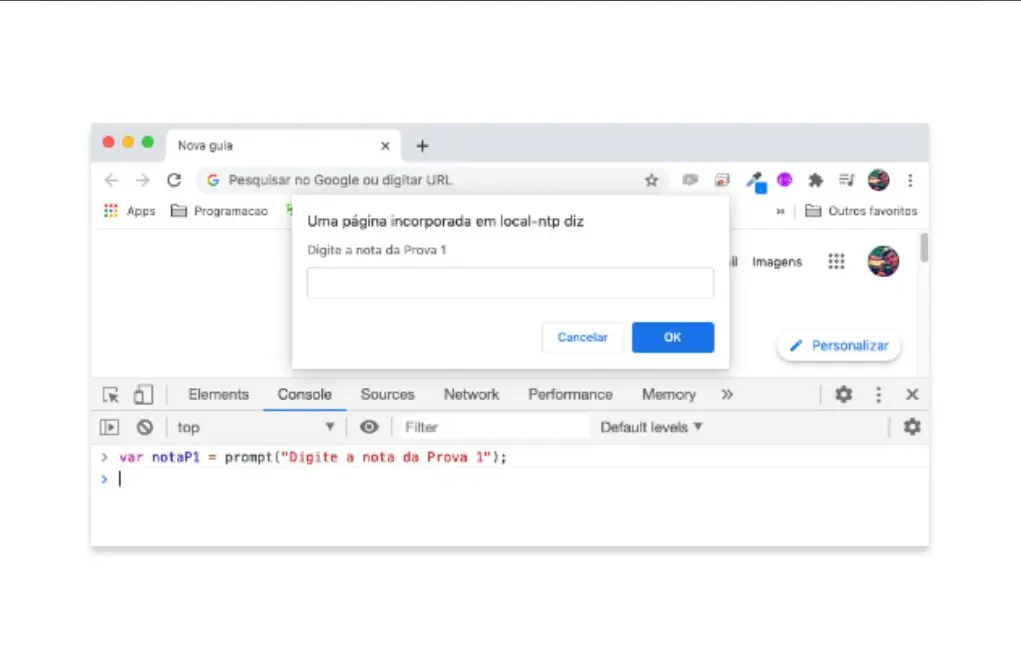 Nova guia
Pesquisar no Google ou digitar URL
Apps Programacao » Outros favoritos
Uma página incorporada em local-ntp diz
Digite a nota da Prova 1
il Imagens
Cancelar OK
Personalizar
Elements Console Sources Network Performance Memory »
top Filter Default levels ▼
> var notaP1 = prompt("Digite a nota da Prova 1");
>